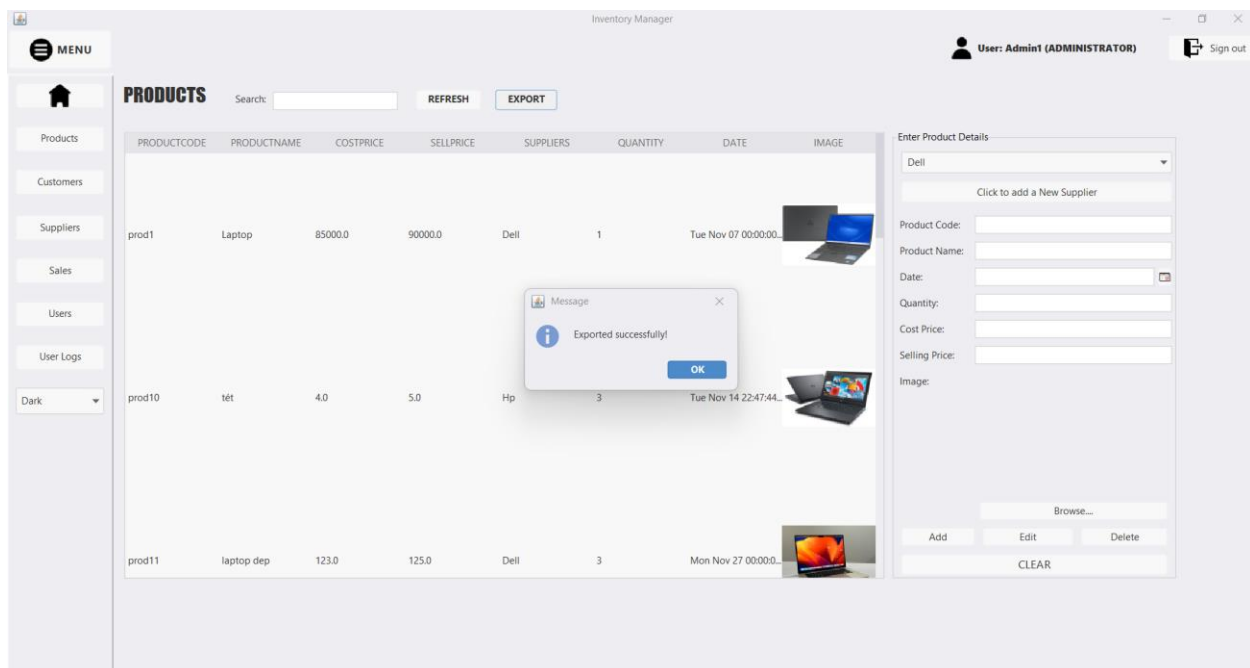 Inventory Manager
MENU
User: Admin1 (ADMINISTRATOR)
Sign out
PRODUCTS
Search:
REFRESH
EXPORT
Products
Customers
Suppliers
Sales
Users
User Logs
Dark
PRODUCTCODE PRODUCTNAME COSTPRICE SELLPRICE SUPPLIERS QUANTITY DATE IMAGE
prod1 Laptop 85000.0 90000.0 Dell 1 Tue Nov 07 00:00:00...
prod10 tét 4.0 5.0 Hp 3 Tue Nov 14 22:47:44...
prod11 laptop dep 123.0 125.0 Dell 3 Mon Nov 27 00:00:0...
Message
Exported successfully!
OK
Enter Product Details
Dell
Click to add a New Supplier
Product Code:
Product Name:
Date:
Quantity:
Cost Price:
Selling Price:
Image:
Browse....
Add Edit Delete
CLEAR